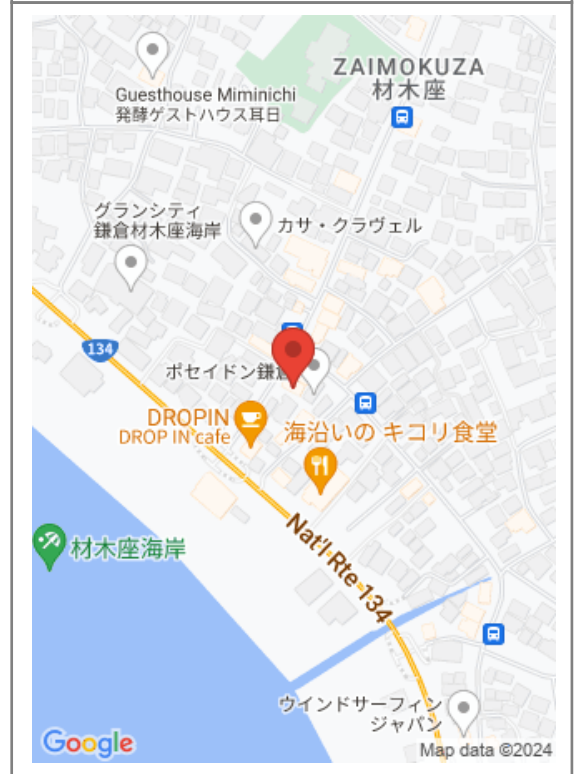 ZAIMOKUZA
材木座
Guesthouse Miminichi
発酵ゲストハウス耳日
グランシティ
鎌倉材木座海岸
カサ・クラヴェル
134
ポセイドン鎌倉
DROPIN
DROP IN cafe
海沿いの キコリ食堂
Nat'l Rte 134
材木座海岸
ウインドサーフィン
ジャパン
Google
Map data ©2024